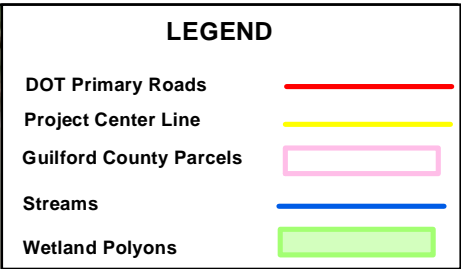 LEGEND
DOT Primary Roads
Project Center Line
Guilford County Parcels
Streams
Wetland Polyons